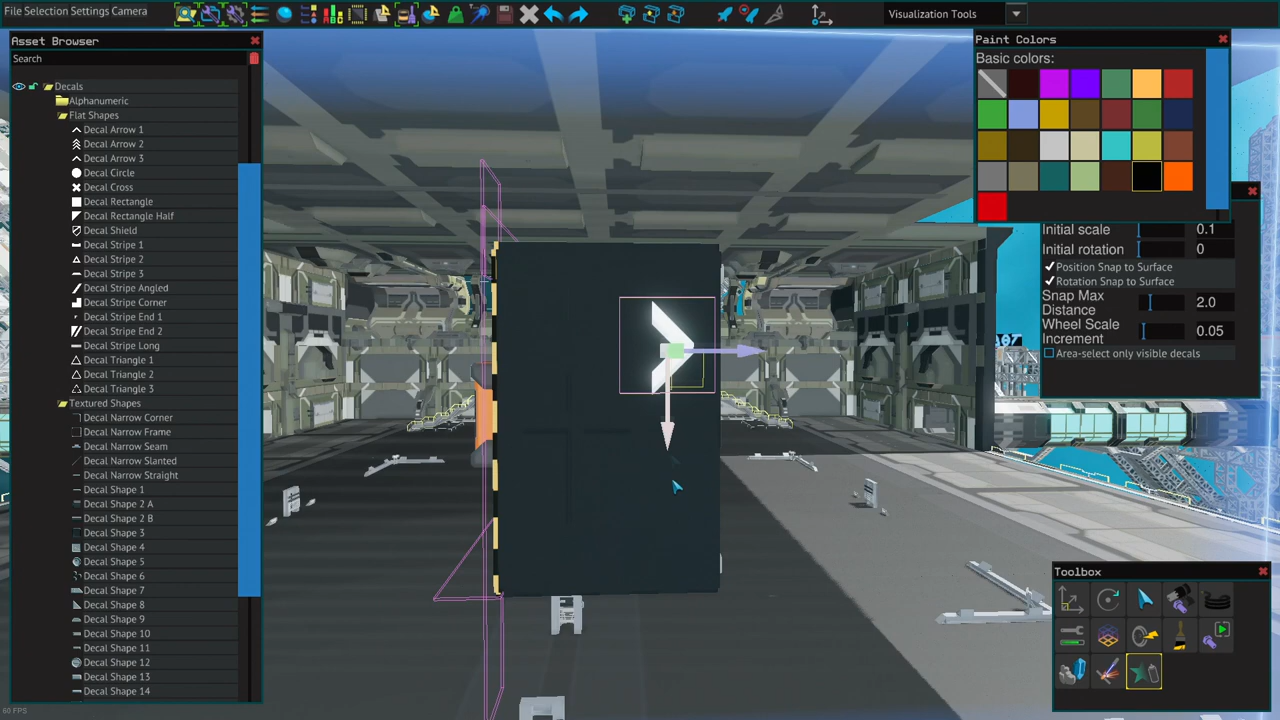 File Selection Settings Camera
Visualization Tools
Asset Browser
Search
Decals
Alphanumeric
Flat Shapes
Decal Arrow 1
Decal Arrow 2
Decal Arrow 3
Decal Circle
Decal Cross
Decal Rectangle
Decal Rectangle Half
Decal Shield
Decal Stripe 1
Decal Stripe 2
Decal Stripe 3
Decal Stripe Angled
Decal Stripe Corner
Decal Stripe End 1
Decal Stripe End 2
Decal Stripe Long
Decal Triangle 1
Decal Triangle 2
Decal Triangle 3
Textured Shapes
Decal Narrow Corner
Decal Narrow Frame
Decal Narrow Seam
Decal Narrow Slanted
Decal Narrow Straight
Decal Shape 1
Decal Shape 2 A
Decal Shape 2 B
Decal Shape 3
Decal Shape 4
Decal Shape 5
Decal Shape 6
Decal Shape 7
Decal Shape 8
Decal Shape 9
Decal Shape 10
Decal Shape 11
Decal Shape 12
Decal Shape 13
Decal Shape 14
60 FPS
Paint Colors
Basic colors:
Initial scale 0.1
Initial rotation 0
Position Snap to Surface
Rotation Snap to Surface
Snap Max Distance 2.0
Wheel Scale Increment 0.05
Area-select only visible decals
Toolbox